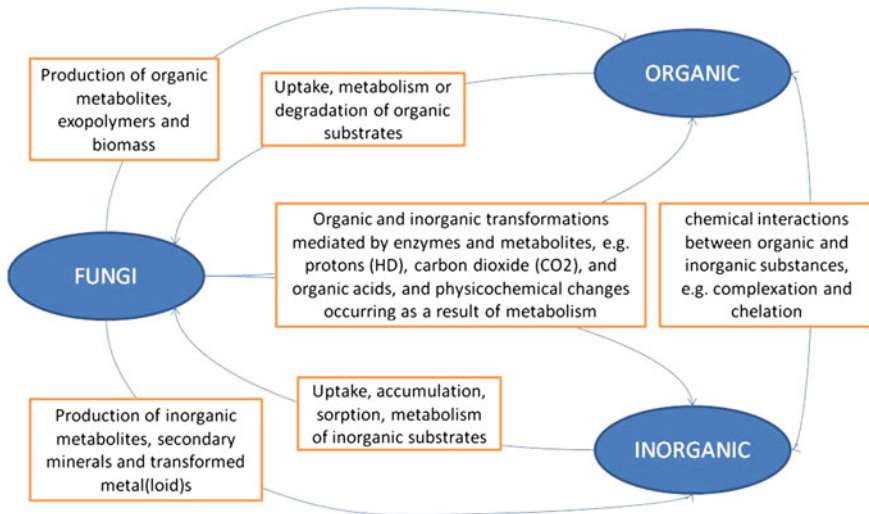 Production of organic
metabolites,
exopolymers and
biomass
Uptake, metabolism or
degradation of organic
substrates
ORGANIC
FUNGI
Organic and inorganic transformations
mediated by enzymes and metabolites, e.g.
protons (HD), carbon dioxide (CO2), and
organic acids, and physicochemical changes
occurring as a result of metabolism
chemical interactions
between organic and
inorganic substances,
e.g. complexation and
chelation
Production of inorganic
metabolites, secondary
minerals and transformed
metal(loid)s
Uptake, accumulation,
sorption, metabolism
of inorganic substrates
INORGANIC